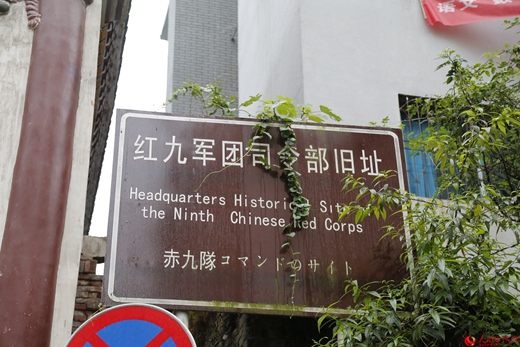 红九军团司令部旧址
Headquarters Historical Site
the Ninth Chinese Red Corps
赤九隊コマンドのサイト